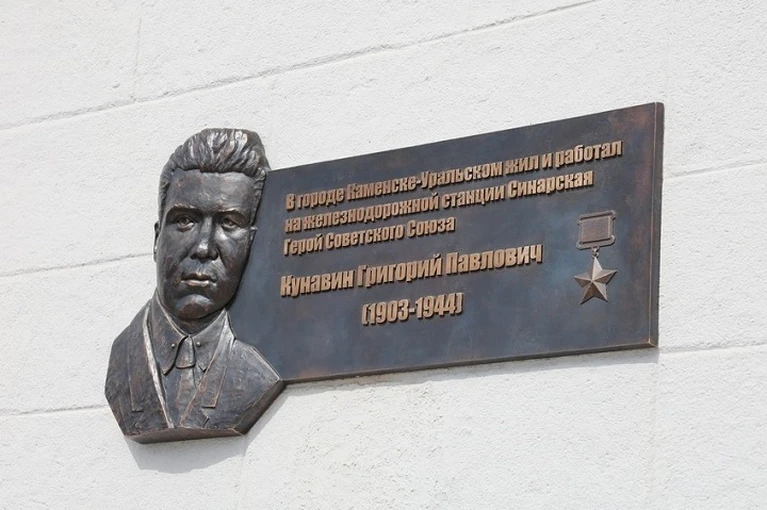 В городе Каменске-Уральском жил и работал
на железнодорожной станции Синарская
Герой Советского Союза
Кунавин Григорий Павлович
(1903-1944)